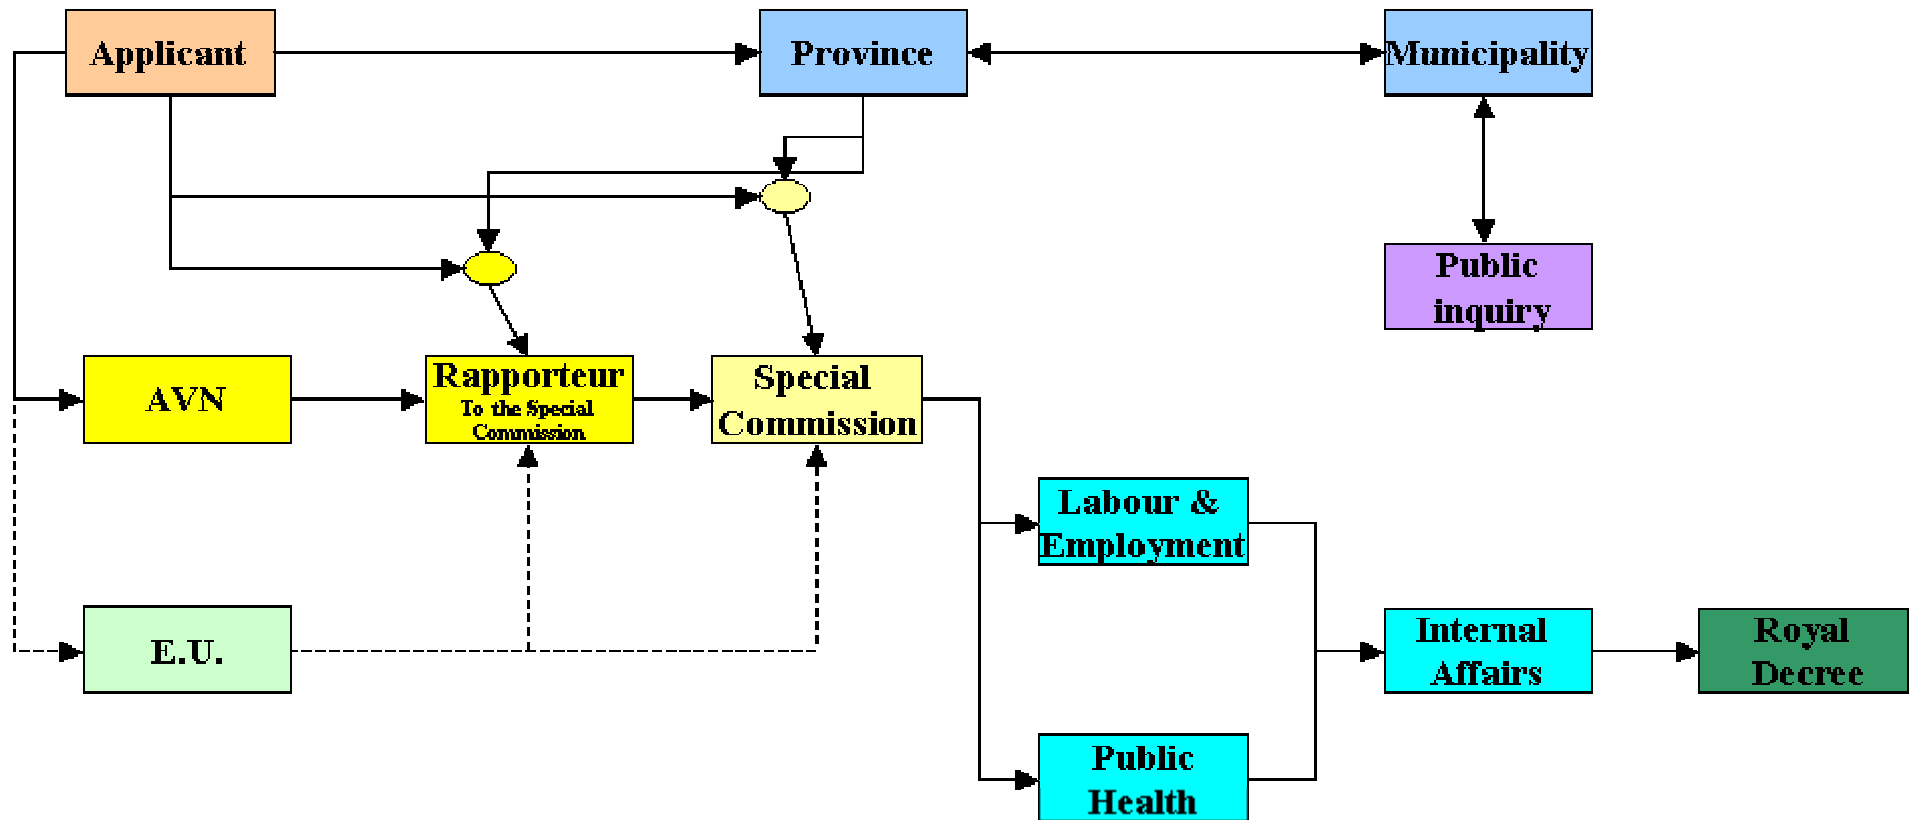 Applicant
Province
Municipality
Public
inquiry
AVN
Rapporteur
To the Special
Commission
Special
Commission
Labour &
Employment
E.U.
Internal
Affairs
Royal
Decree
Public
Health